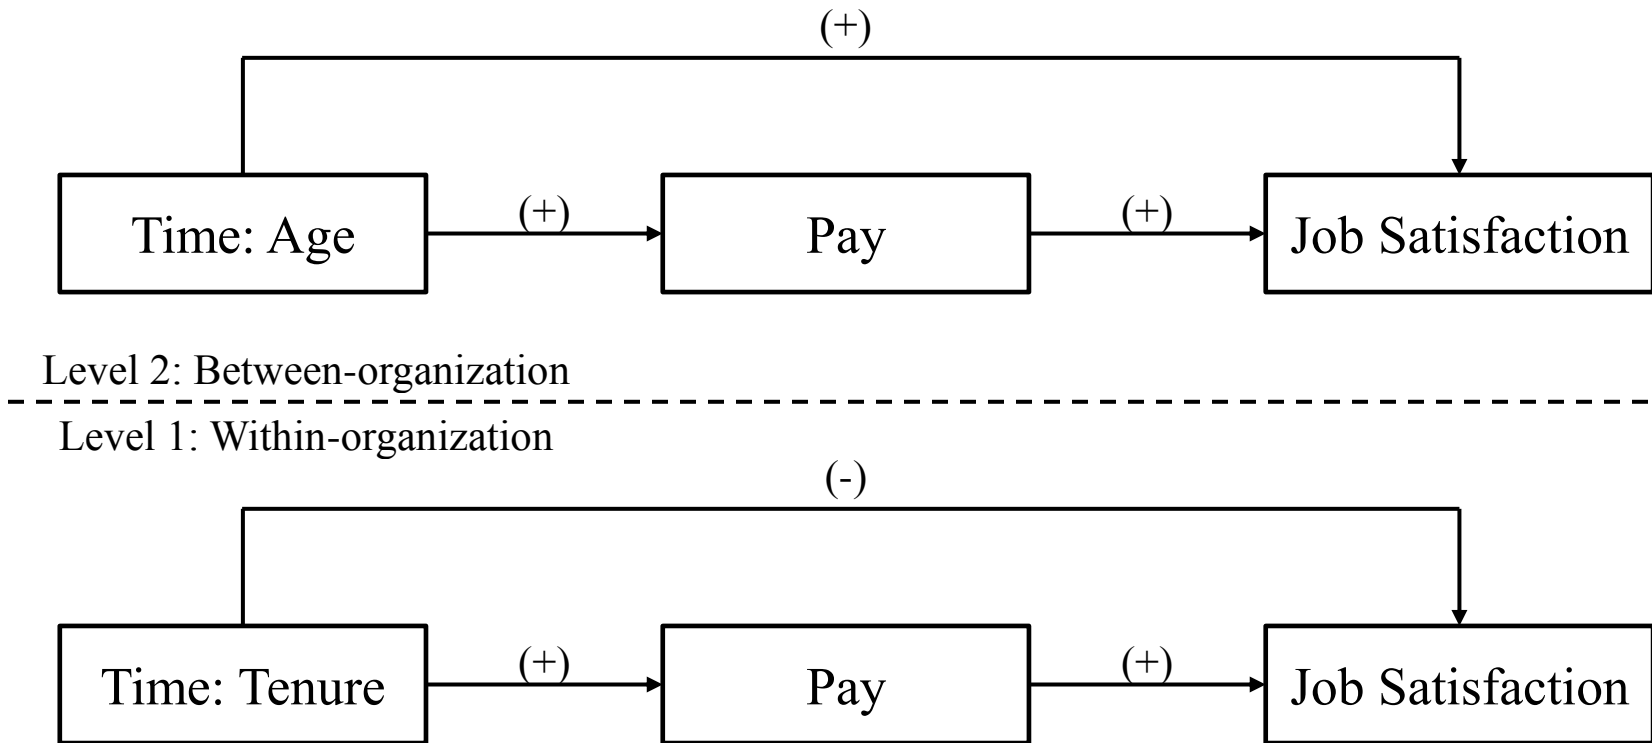 (+)
Time: Age
(+)
Pay
(+)
Job Satisfaction
Level 2: Between-organization
Level 1: Within-organization
(-)
Time: Tenure
(+)
Pay
(+)
Job Satisfaction